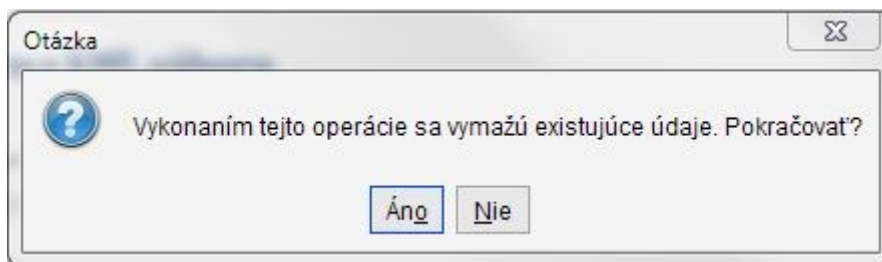 Otázka
Vykonaním tejto operácie sa vymažú existujúce údaje. Pokračovať?
Áno Nie